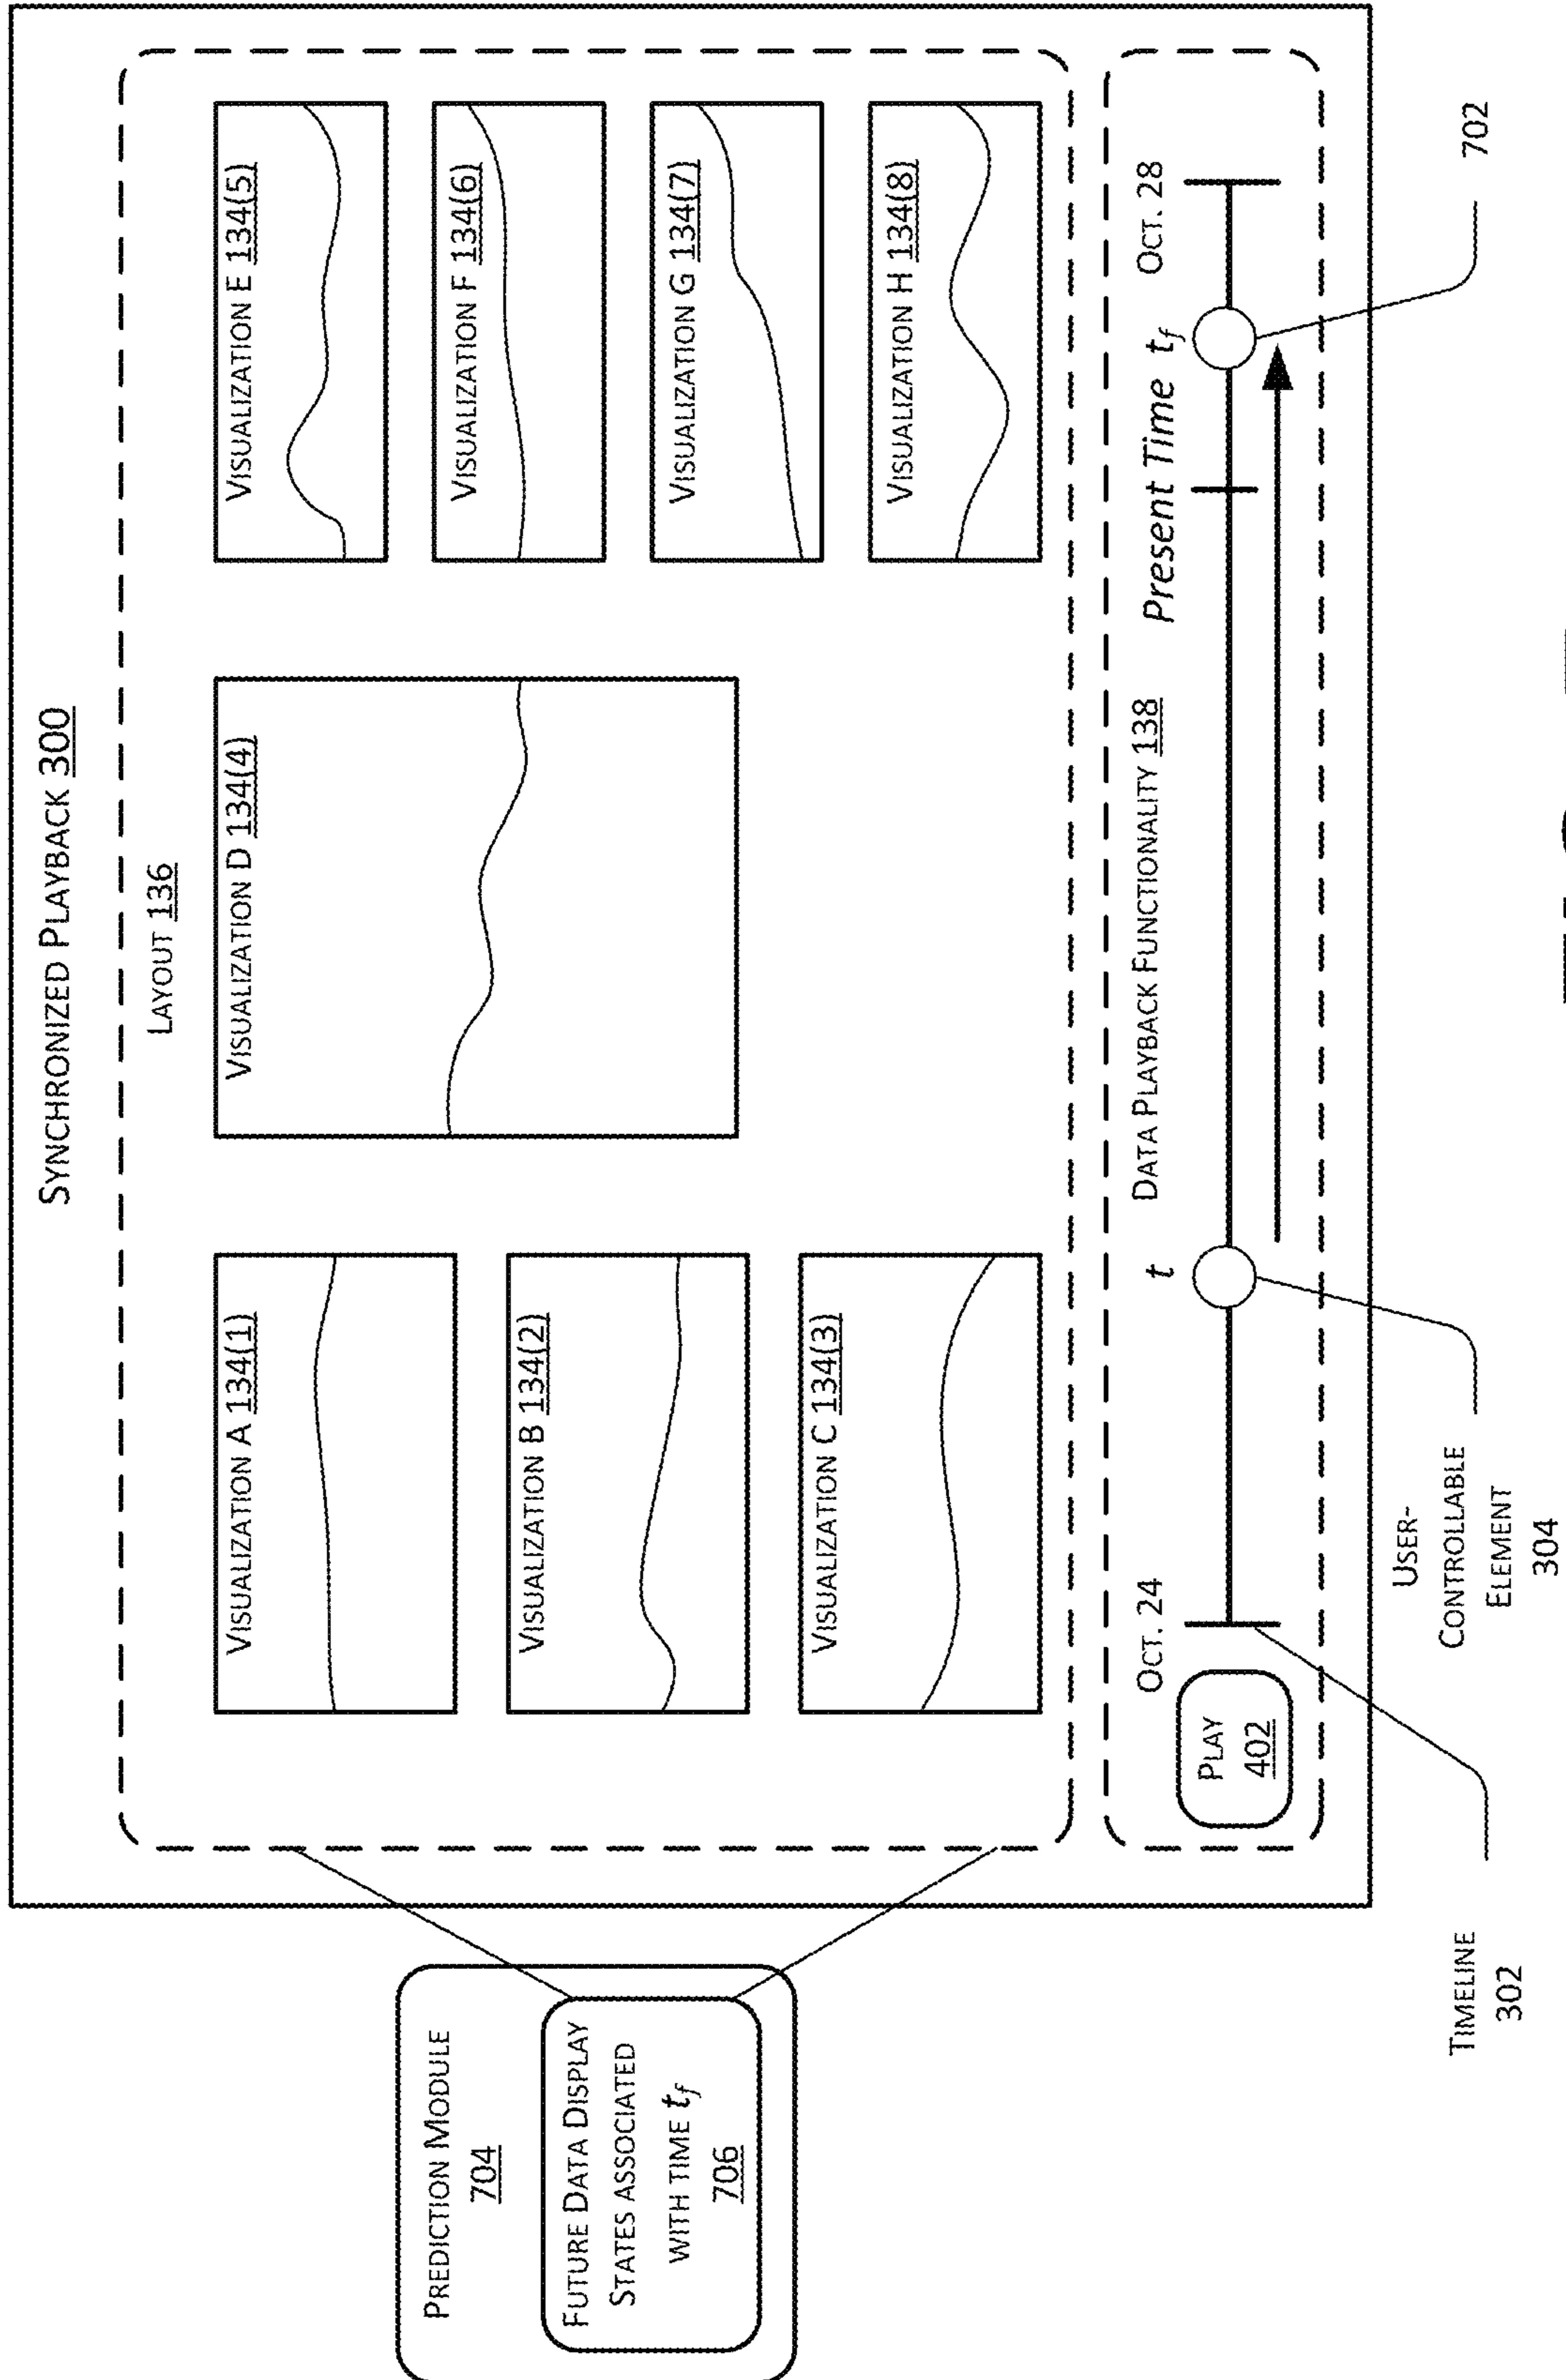 SYNCHRONIZED PLAYBACK 300
LAYOUT 136
VISUALIZATION A 134(1)
VISUALIZATION B 134(2)
VISUALIZATION C 134(3)
VISUALIZATION D 134(4)
VISUALIZATION E 134(5)
VISUALIZATION F 134(6)
VISUALIZATION G 134(7)
VISUALIZATION H 134(8)
PREDICTION MODULE
704
FUTURE DATA DISPLAY
STATES ASSOCIATED
WITH TIME tf
706
OCT. 24
t
DATA PLAYBACK FUNCTIONALITY 138
Present Time
tf
OCT. 28
PLAY
402
TIMELINE
302
USER-
CONTROLLABLE
ELEMENT
304
702